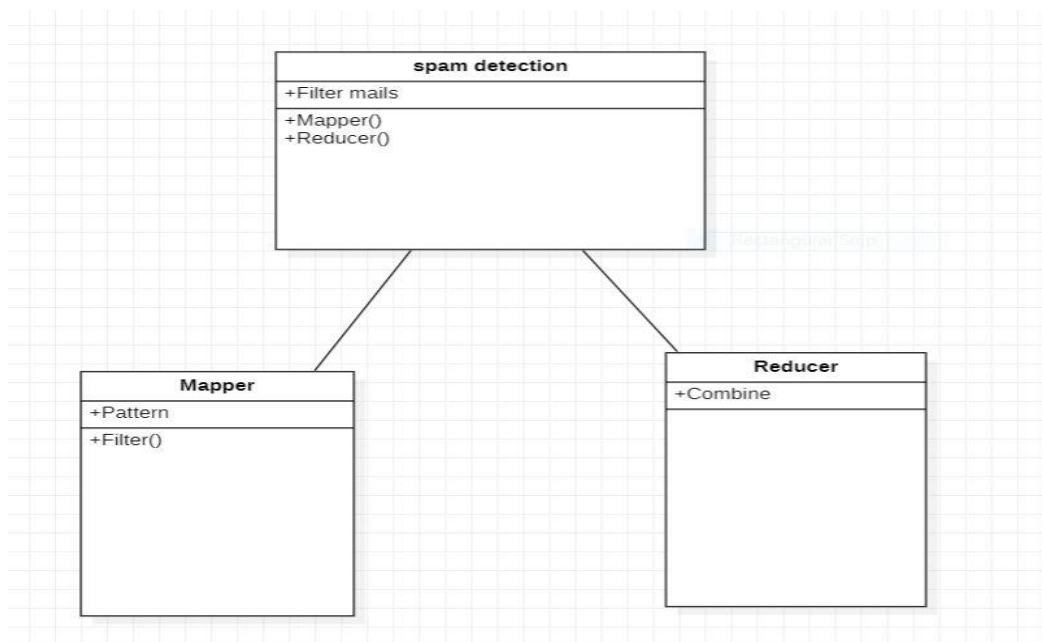 spam detection
+Filter mails
+Mapper()
+Reducer()
Mapper
+Pattern
+Filter()
Reducer
+Combine